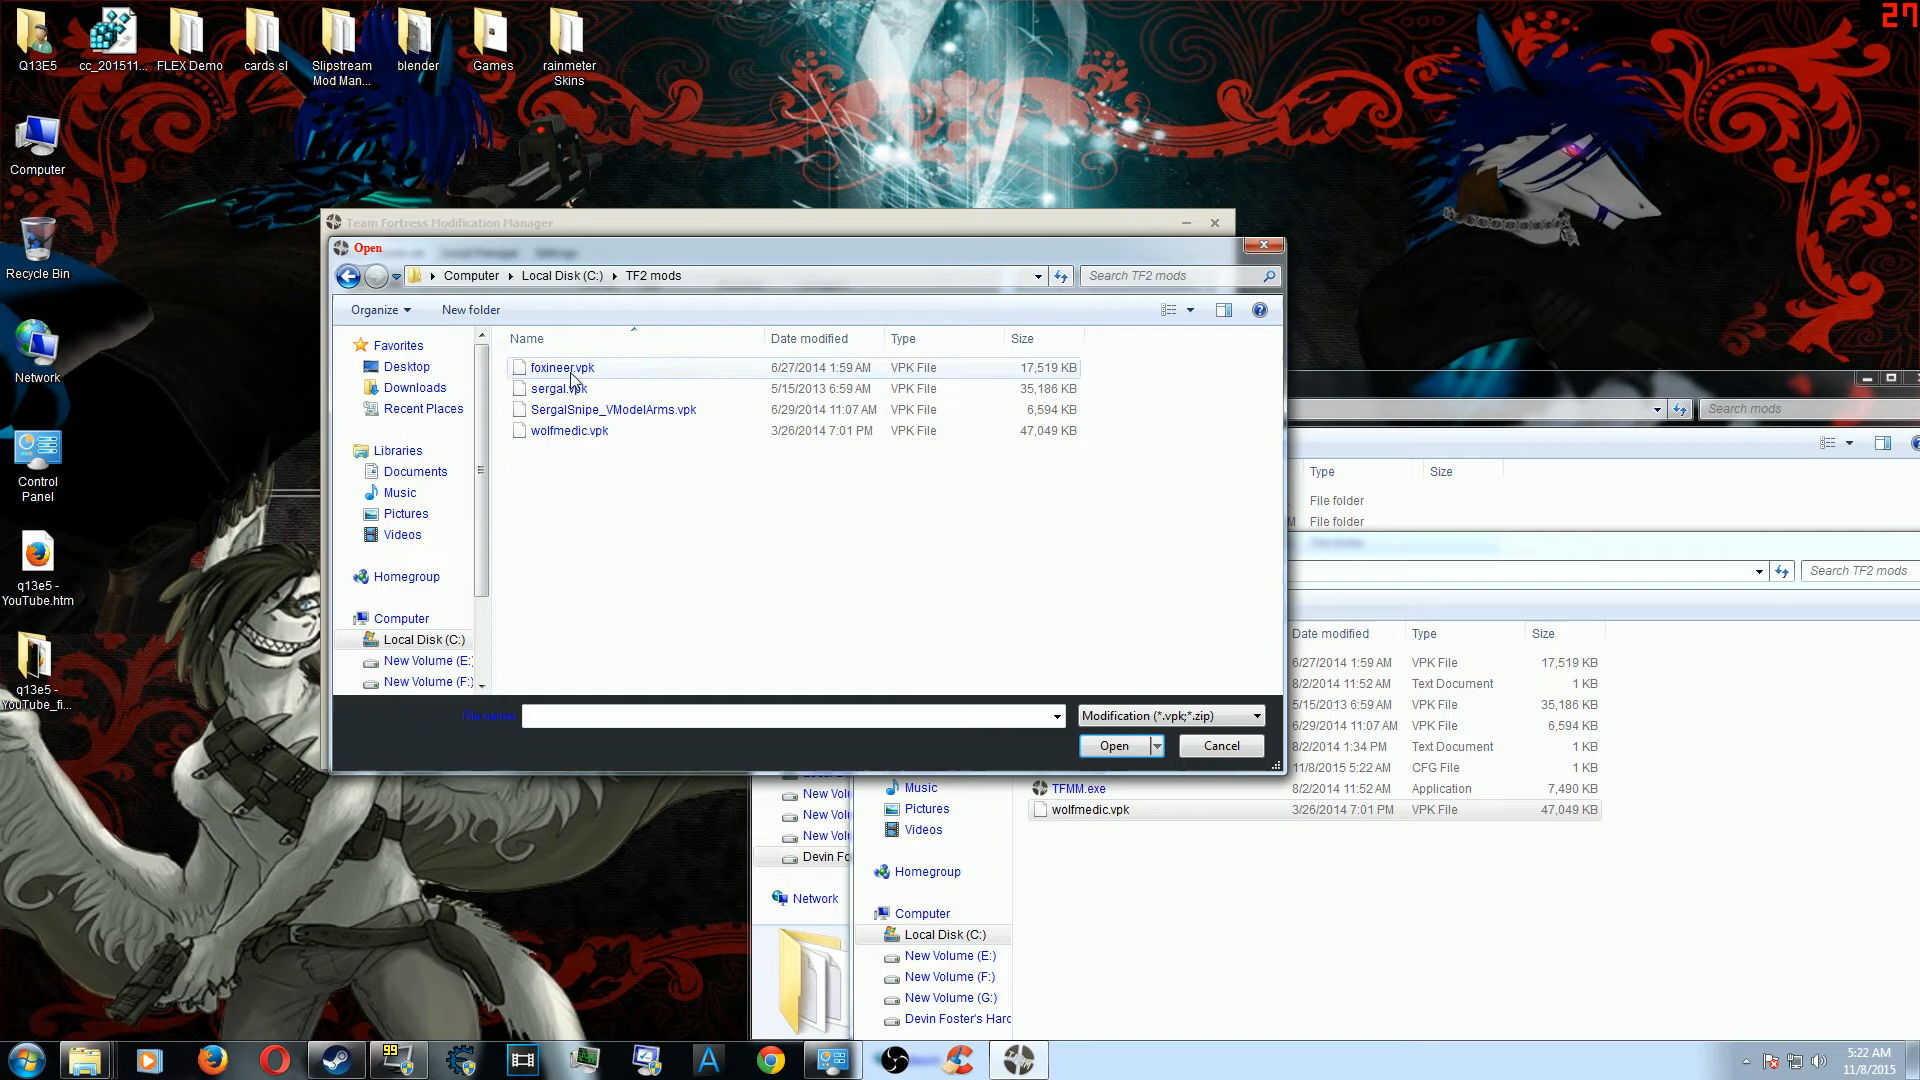 27
Q13E5
cc_201511...
FLEX Demo
cards sl
Slipstream
Mod Man...
blender
Games
rainmeter
Skins
Computer
Recycle Bin
Network
Control
Panel
q13e5 -
YouTube.htm
q13e5 -
YouTube_fi...
Team Fortress Modification Manager
Open
Computer
Local Disk (C:)
TF2 mods
Search TF2 mods
Organize
New folder
Name
Date modified
Type
Size
foxineer.vpk
6/27/2014 1:59 AM
VPK File
17,519 KB
sergal.vpk
5/15/2013 6:59 AM
VPK File
35,186 KB
SergalSnipe_VModelArms.vpk
6/29/2014 11:07 AM
VPK File
6,594 KB
wolfmedic.vpk
3/26/2014 7:01 PM
VPK File
47,049 KB
Favorites
Desktop
Downloads
Recent Places
Libraries
Documents
Music
Pictures
Videos
Homegroup
Computer
Local Disk (C:)
New Volume (E:
New Volume (F:)
File name:
Modification (*.vpk;*.zip)
Open
Cancel
Search mods
Type
Size
File folder
M
File folder
Search TF2 mods
Date modified
Type
Size
6/27/2014 1:59 AM
VPK File
17,519 KB
8/2/2014 11:52 AM
Text Document
1 KB
5/15/2013 6:59 AM
VPK File
35,186 KB
6/29/2014 11:07 AM
VPK File
6,594 KB
8/2/2014 1:34 PM
Text Document
1 KB
11/8/2015 5:22 AM
CFG File
1 KB
TFMM.exe
8/2/2014 11:52 AM
Application
7,490 KB
wolfmedic.vpk
3/26/2014 7:01 PM
VPK File
47,049 KB
New Volu
New Volu
New Volu
Devin Fo
Network
Music
Pictures
Videos
Homegroup
Computer
Local Disk (C:)
New Volume (E:)
New Volume (F:)
New Volume (G:)
Devin Foster's Hard
99
5:22 AM
11/8/2015